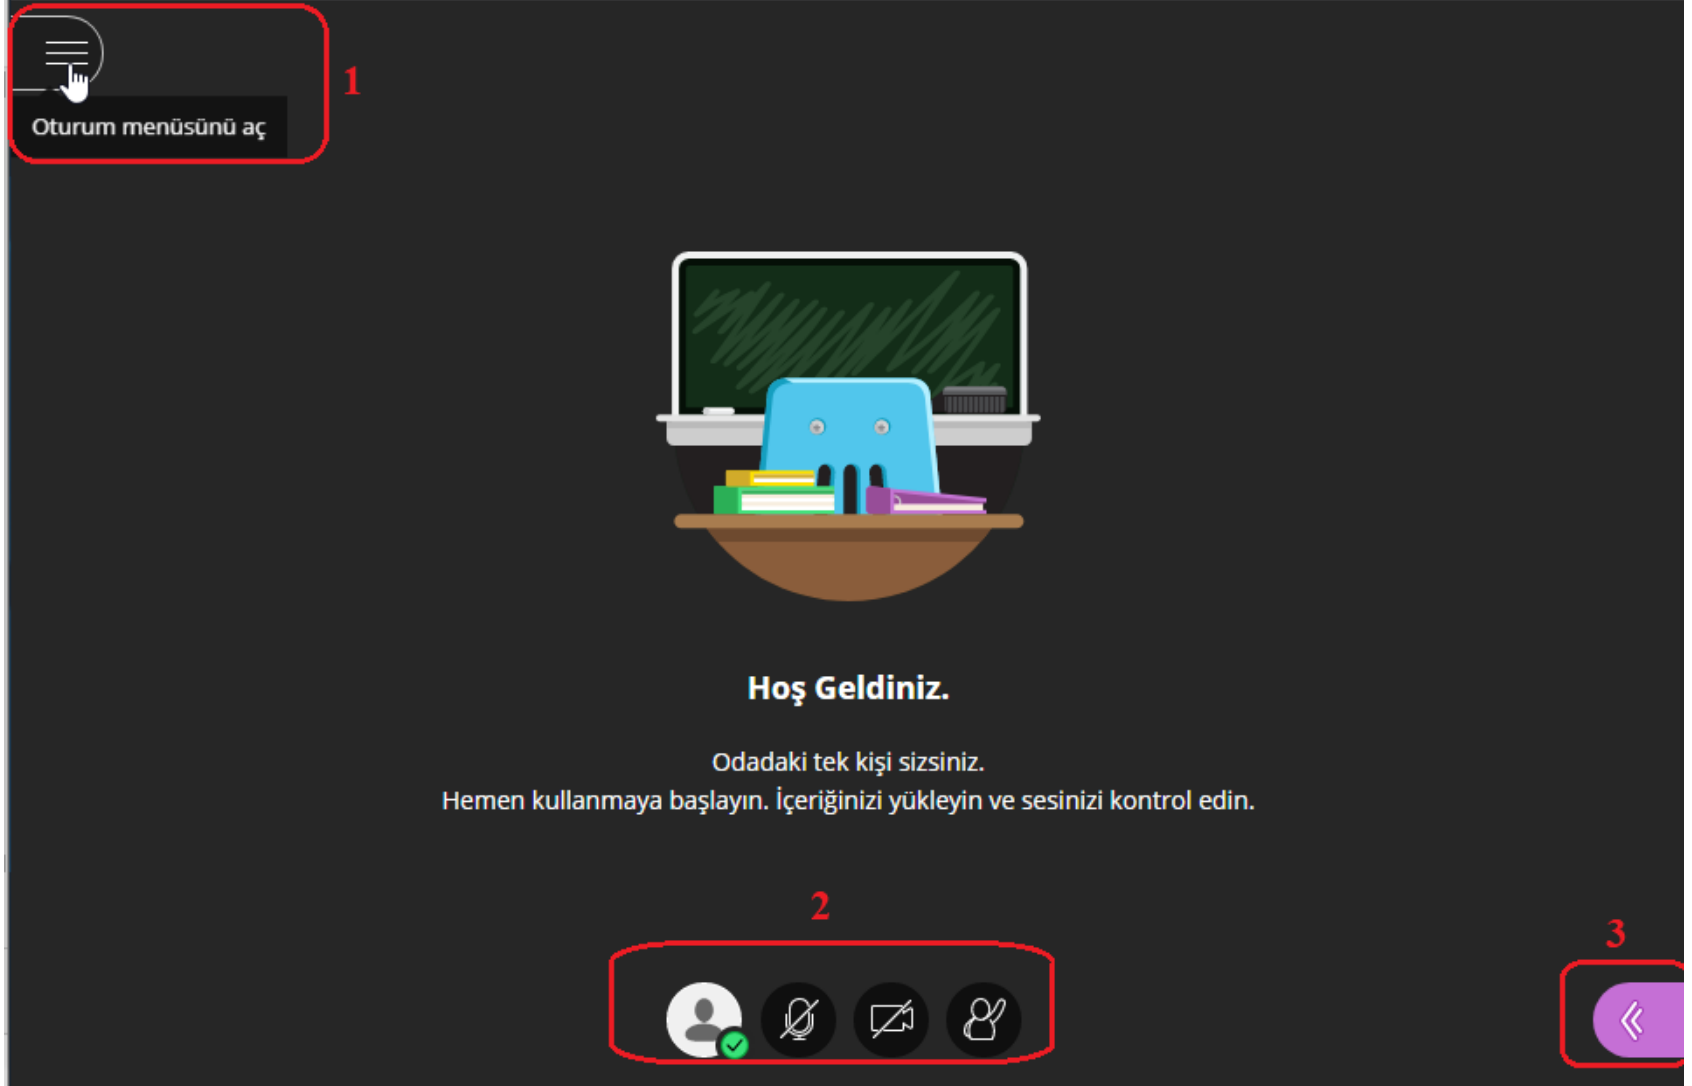 1
Oturum menüsünü aç
Hoş Geldiniz.
Odadaki tek kişi sizsiniz.
Hemen kullanmaya başlayın. İçeriğinizi yükleyin ve sesinizi kontrol edin.
2
3